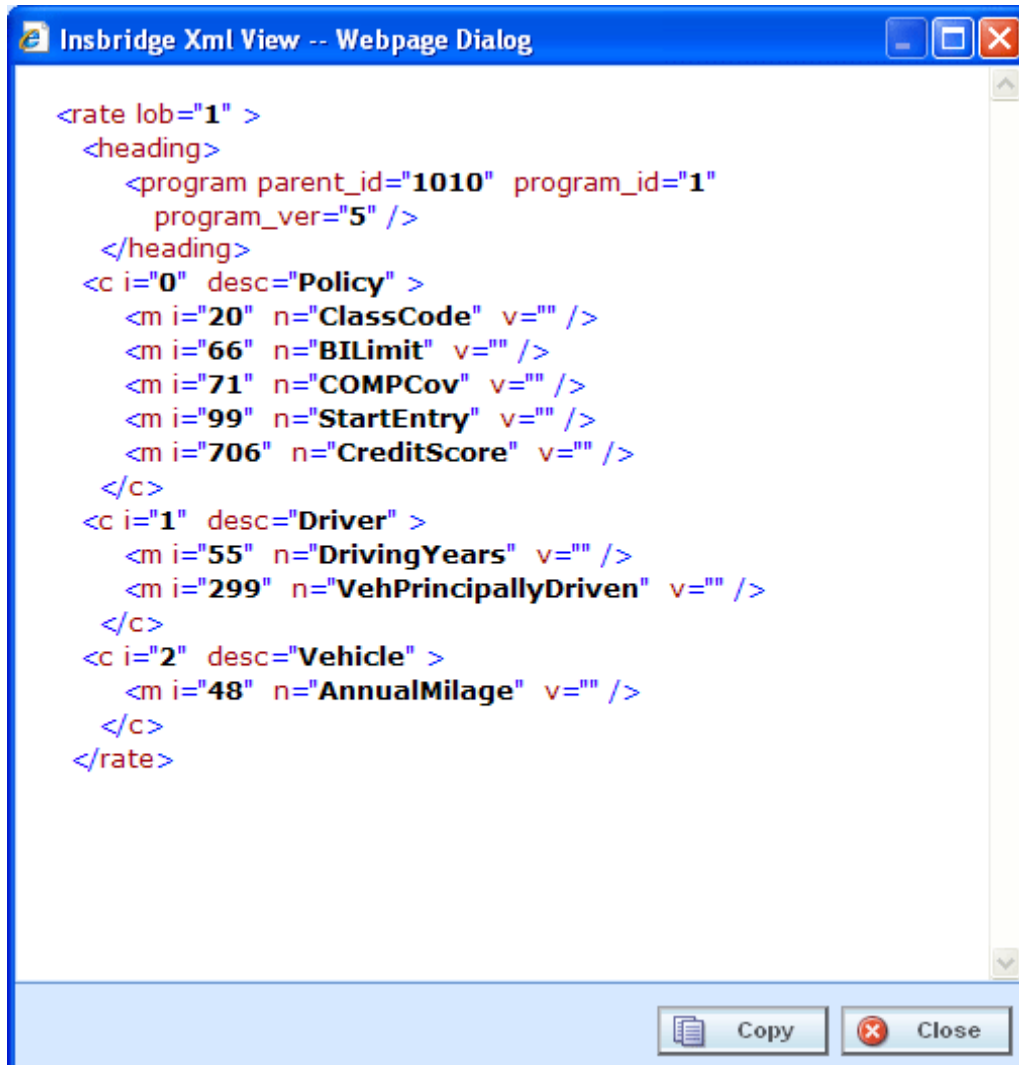 Insbridge Xml View -- Webpage Dialog
<rate lob="1" >
<heading>
<program parent_id="1010" program_id="1"
program_ver="5" />
</heading>
<c i="0" desc="Policy" >
<m i="20" n="ClassCode" v="" />
<m i="66" n="BILimit" v="" />
<m i="71" n="COMPCov" v="" />
<m i="99" n="StartEntry" v="" />
<m i="706" n="CreditScore" v="" />
</c>
<c i="1" desc="Driver" >
<m i="55" n="DrivingYears" v="" />
<m i="299" n="VehPrincipallyDriven" v="" />
</c>
<c i="2" desc="Vehicle" >
<m i="48" n="AnnualMilage" v="" />
</c>
</rate>
Copy Close